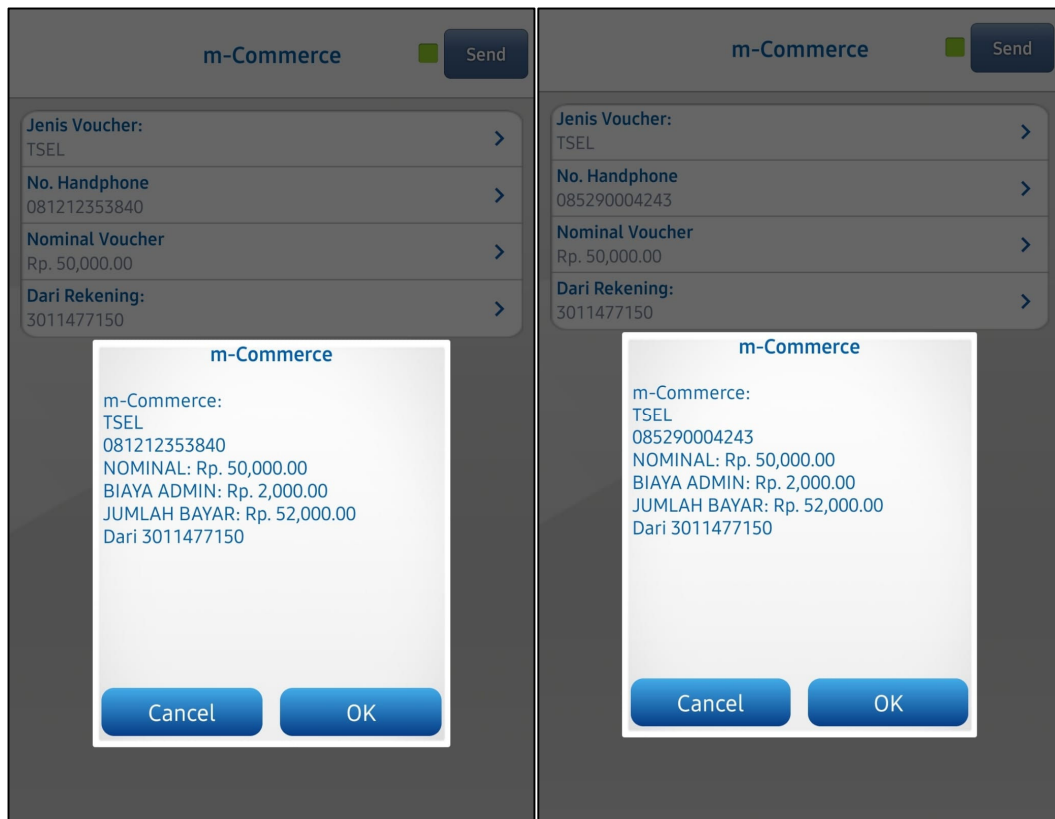 m-Commerce
Send
Jenis Voucher:
TSEL
No. Handphone
081212353840
Nominal Voucher
Rp. 50,000.00
Dari Rekening:
3011477150
m-Commerce
m-Commerce:
TSEL
081212353840
NOMINAL: Rp. 50,000.00
BIAYA ADMIN: Rp. 2,000.00
JUMLAH BAYAR: Rp. 52,000.00
Dari 3011477150
Cancel
OK
m-Commerce
Send
Jenis Voucher:
TSEL
No. Handphone
085290004243
Nominal Voucher
Rp. 50,000.00
Dari Rekening:
3011477150
m-Commerce
m-Commerce:
TSEL
085290004243
NOMINAL: Rp. 50,000.00
BIAYA ADMIN: Rp. 2,000.00
JUMLAH BAYAR: Rp. 52,000.00
Dari 3011477150
Cancel
OK